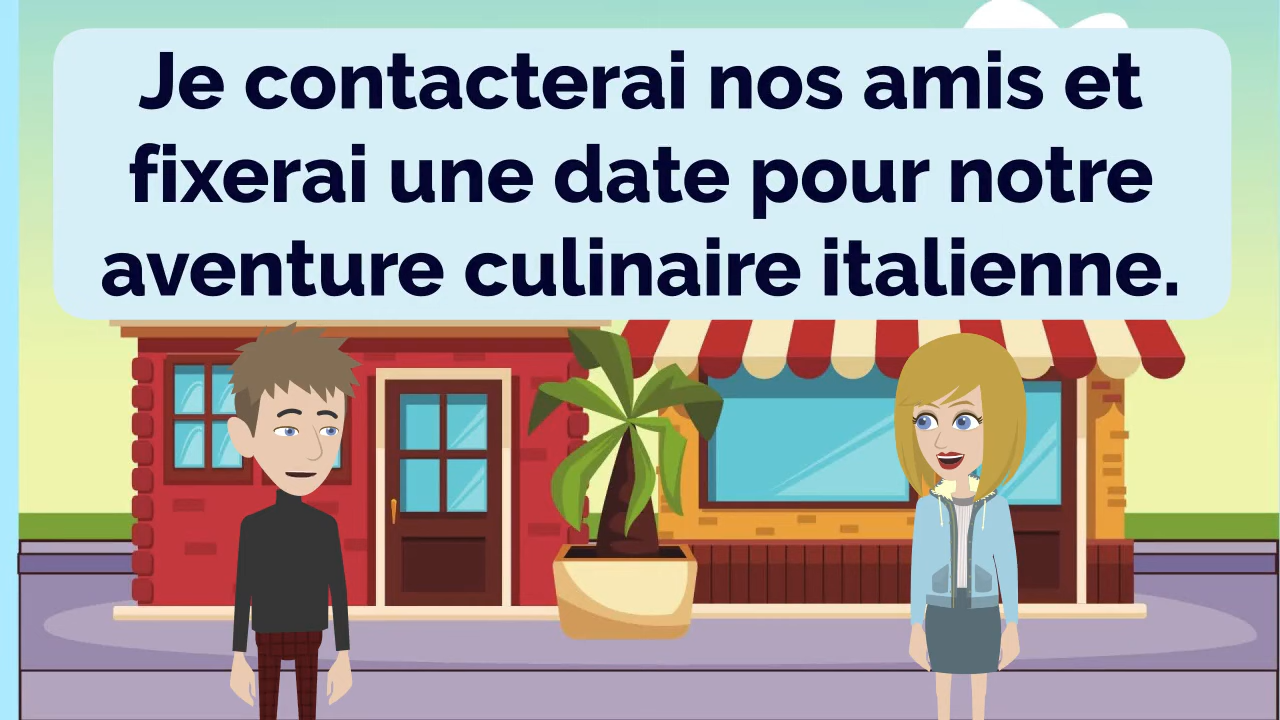 Je contacterai nos amis et
fixerai une date pour notre
aventure culinaire italienne.